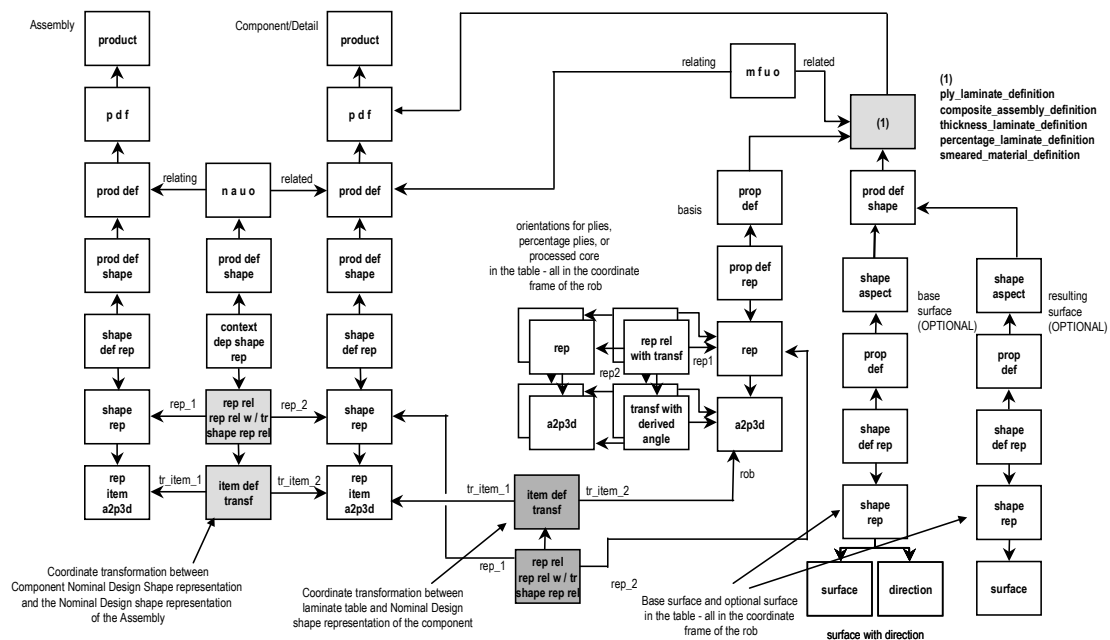 Assembly
product
Component/Detail
product
p d f
p d f
relating
m f u o
related
(1)
(1)
ply_laminate_definition
composite_assembly_definition
thickness_laminate_definition
percentage_laminate_definition
smeared_material_definition
prod def
relating
n a u o
related
prod def
basis
prop
def
prod def
shape
orientations for plies,
percentage plies, or
processed core
in the table - all in the coordinate
frame of the rob
prod def
shape
prod def
shape
prod def
shape
prop def
rep
shape
aspect
base
surface
(OPTIONAL)
shape
aspect
resulting
surface
(OPTIONAL)
shape
def rep
context
dep shape
rep
shape
def rep
rep
rep2
rep rel
with transf
rep1
rep
prop
def
prop
def
shape
rep
rep_1
rep rel
rep rel w / tr
shape rep rel
rep_2
shape
rep
a2p3d
transf with
derived
angle
a2p3d
shape
def rep
shape
def rep
rep
item
a2p3d
tr_item_1
item def
transf
tr_item_2
rep
item
a2p3d
tr_item_1
item def
transf
tr_item_2
rob
shape
rep
shape
rep
rep_1
rep rel
rep rel w / tr
shape rep rel
rep_2
surface
direction
surface
Coordinate transformation between
Component Nominal Design Shape representation
and the Nominal Design shape representation
of the Assembly
Coordinate transformation between
laminate table and Nominal Design
shape representation of the component
Base surface and optional surface
in the table - all in the coordinate
frame of the rob
surface with direction